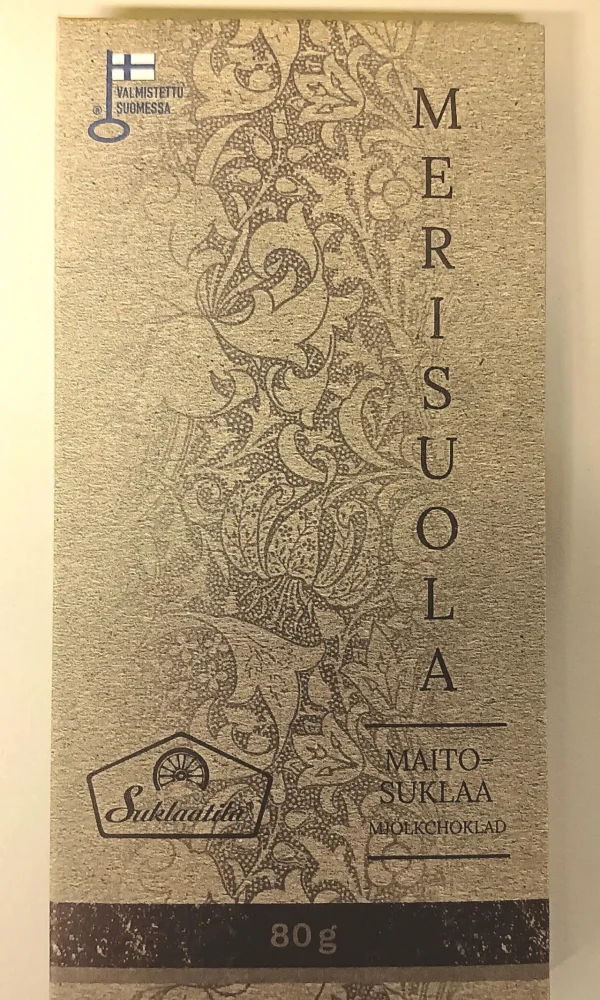 VALMISTETTU
SUOMESSA
®
MERISUOLA
MAITO-
SUKLAA
MJÖLKCHOKLAD
Suklaatila
80 g